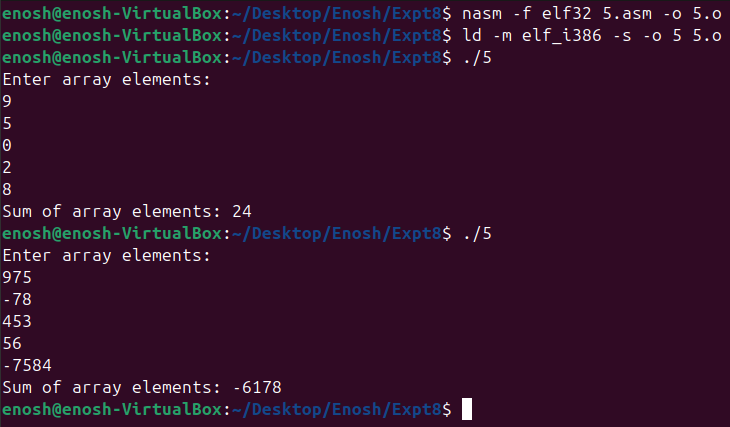 enosh@enosh-VirtualBox:~/Desktop/Enosh/Expt8$ nasm -f elf32 5.asm -o 5.o
enosh@enosh-VirtualBox:~/Desktop/Enosh/Expt8$ ld -m elf_i386 -s -o 5 5.o
enosh@enosh-VirtualBox:~/Desktop/Enosh/Expt8$ ./5
Enter array elements:
9
5
0
2
8
Sum of array elements: 24
enosh@enosh-VirtualBox:~/Desktop/Enosh/Expt8$ ./5
Enter array elements:
975
-78
453
56
-7584
Sum of array elements: -6178
enosh@enosh-VirtualBox:~/Desktop/Enosh/Expt8$